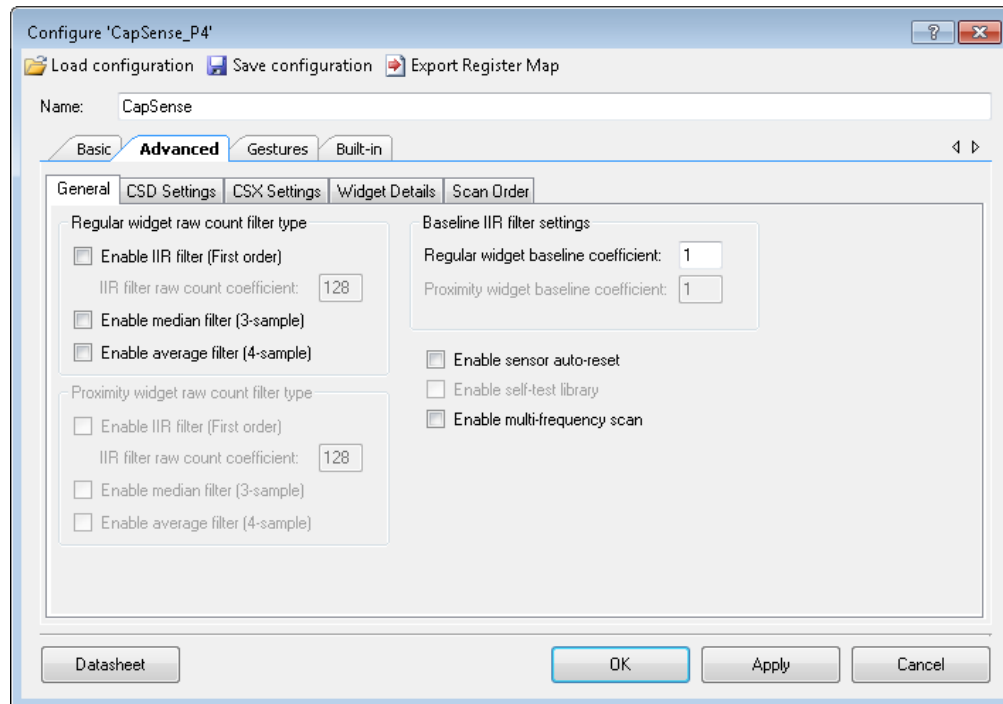 Configure 'CapSense_P4'
Load configuration Save configuration Export Register Map
Name: CapSense
Basic Advanced Gestures Built-in
General CSD Settings CSX Settings Widget Details Scan Order
Regular widget raw count filter type
Enable IIR filter (First order)
IIR filter raw count coefficient: 128
Enable median filter (3-sample)
Enable average filter (4-sample)
Proximity widget raw count filter type
Enable IIR filter (First order)
IIR filter raw count coefficient: 128
Enable median filter (3-sample)
Enable average filter (4-sample)
Baseline IIR filter settings
Regular widget baseline coefficient: 1
Proximity widget baseline coefficient: 1
Enable sensor auto-reset
Enable self-test library
Enable multi-frequency scan
Datasheet OK Apply Cancel